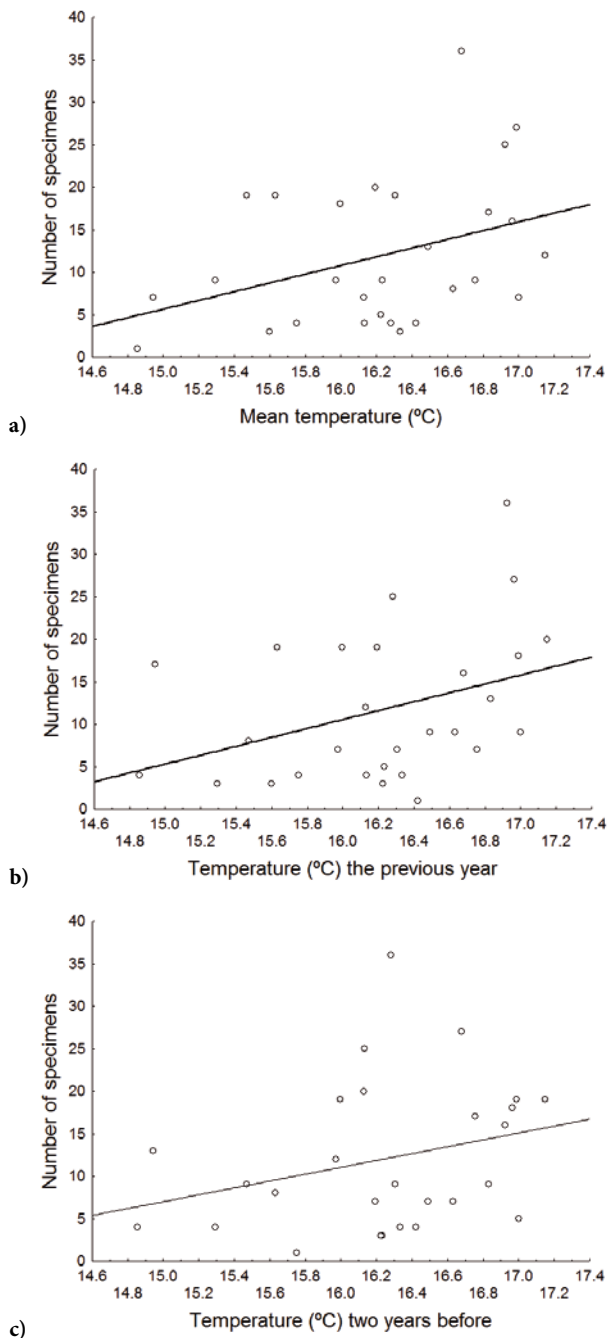 40
35
30
25
20
15
10
5
0
Number of specimens
14.6 15.0 15.4 15.8 16.2 16.6 17.0 17.4
14.8 15.2 15.6 16.0 16.4 16.8 17.2
Mean temperature (ºC)
a)
40
35
30
25
20
15
10
5
0
Number of specimens
14.6 15.0 15.4 15.8 16.2 16.6 17.0 17.4
14.8 15.2 15.6 16.0 16.4 16.8 17.2
Temperature (ºC) the previous year
b)
40
35
30
25
20
15
10
5
0
Number of specimens
14.6 15.0 15.4 15.8 16.2 16.6 17.0 17.4
14.8 15.2 15.6 16.0 16.4 16.8 17.2
Temperature (ºC) two years before
c)